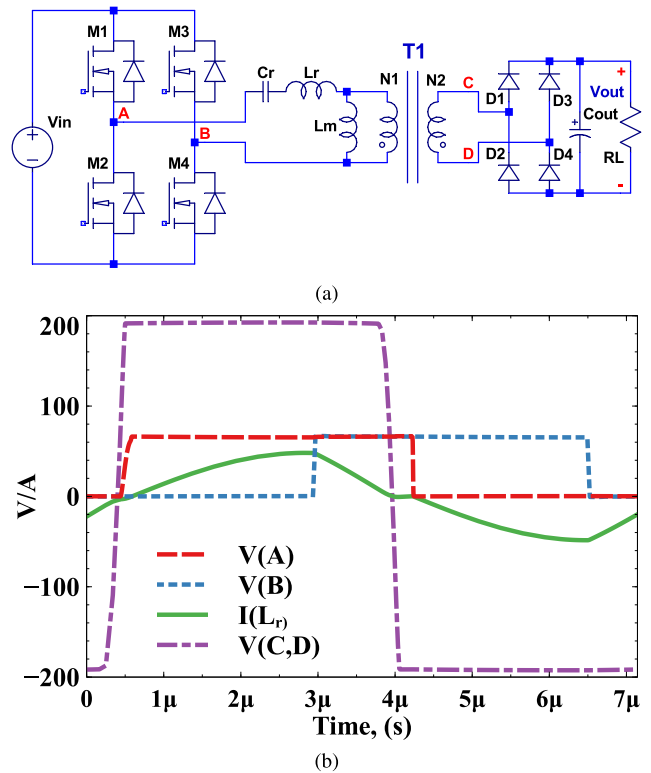 M1
M3
T1
Cr
Lr
N1
N2
C
D1
D3
+
Vout
Cout
+
A
Vin
B
Lm
D
D2
D4
RL
-
M2
M4
(a)
200
100
0
−100
−200
V/A
V(A)
V(B)
I(Lr)
V(C,D)
0
1μ
2μ
3μ
4μ
5μ
6μ
7μ
Time, (s)
(b)